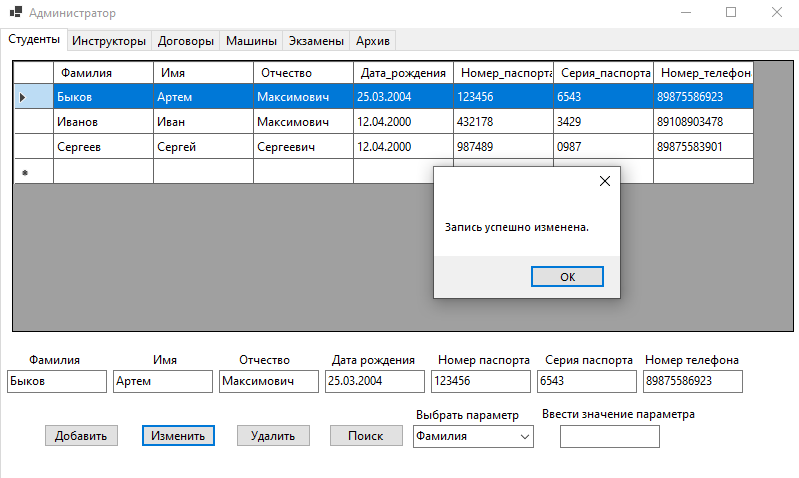 Администратор
Студенты Инструкторы Договоры Машины Экзамены Архив
Фамилия Имя Отчество Дата_рождения Номер_паспорта Серия_паспорта Номер_телефона
Быков Артем Максимович 25.03.2004 123456 6543 89875586923
Иванов Иван Максимович 12.04.2000 432178 3429 89108903478
Сергеев Сергей Сергеевич 12.04.2000 987489 0987 89875583901
Запись успешно изменена.
ОК
Фамилия Имя Отчество Дата рождения Номер паспорта Серия паспорта Номер телефона
Быков Артем Максимович 25.03.2004 123456 6543 89875586923
Выбрать параметр Ввести значение параметра
Добавить Изменить Удалить Поиск Фамилия